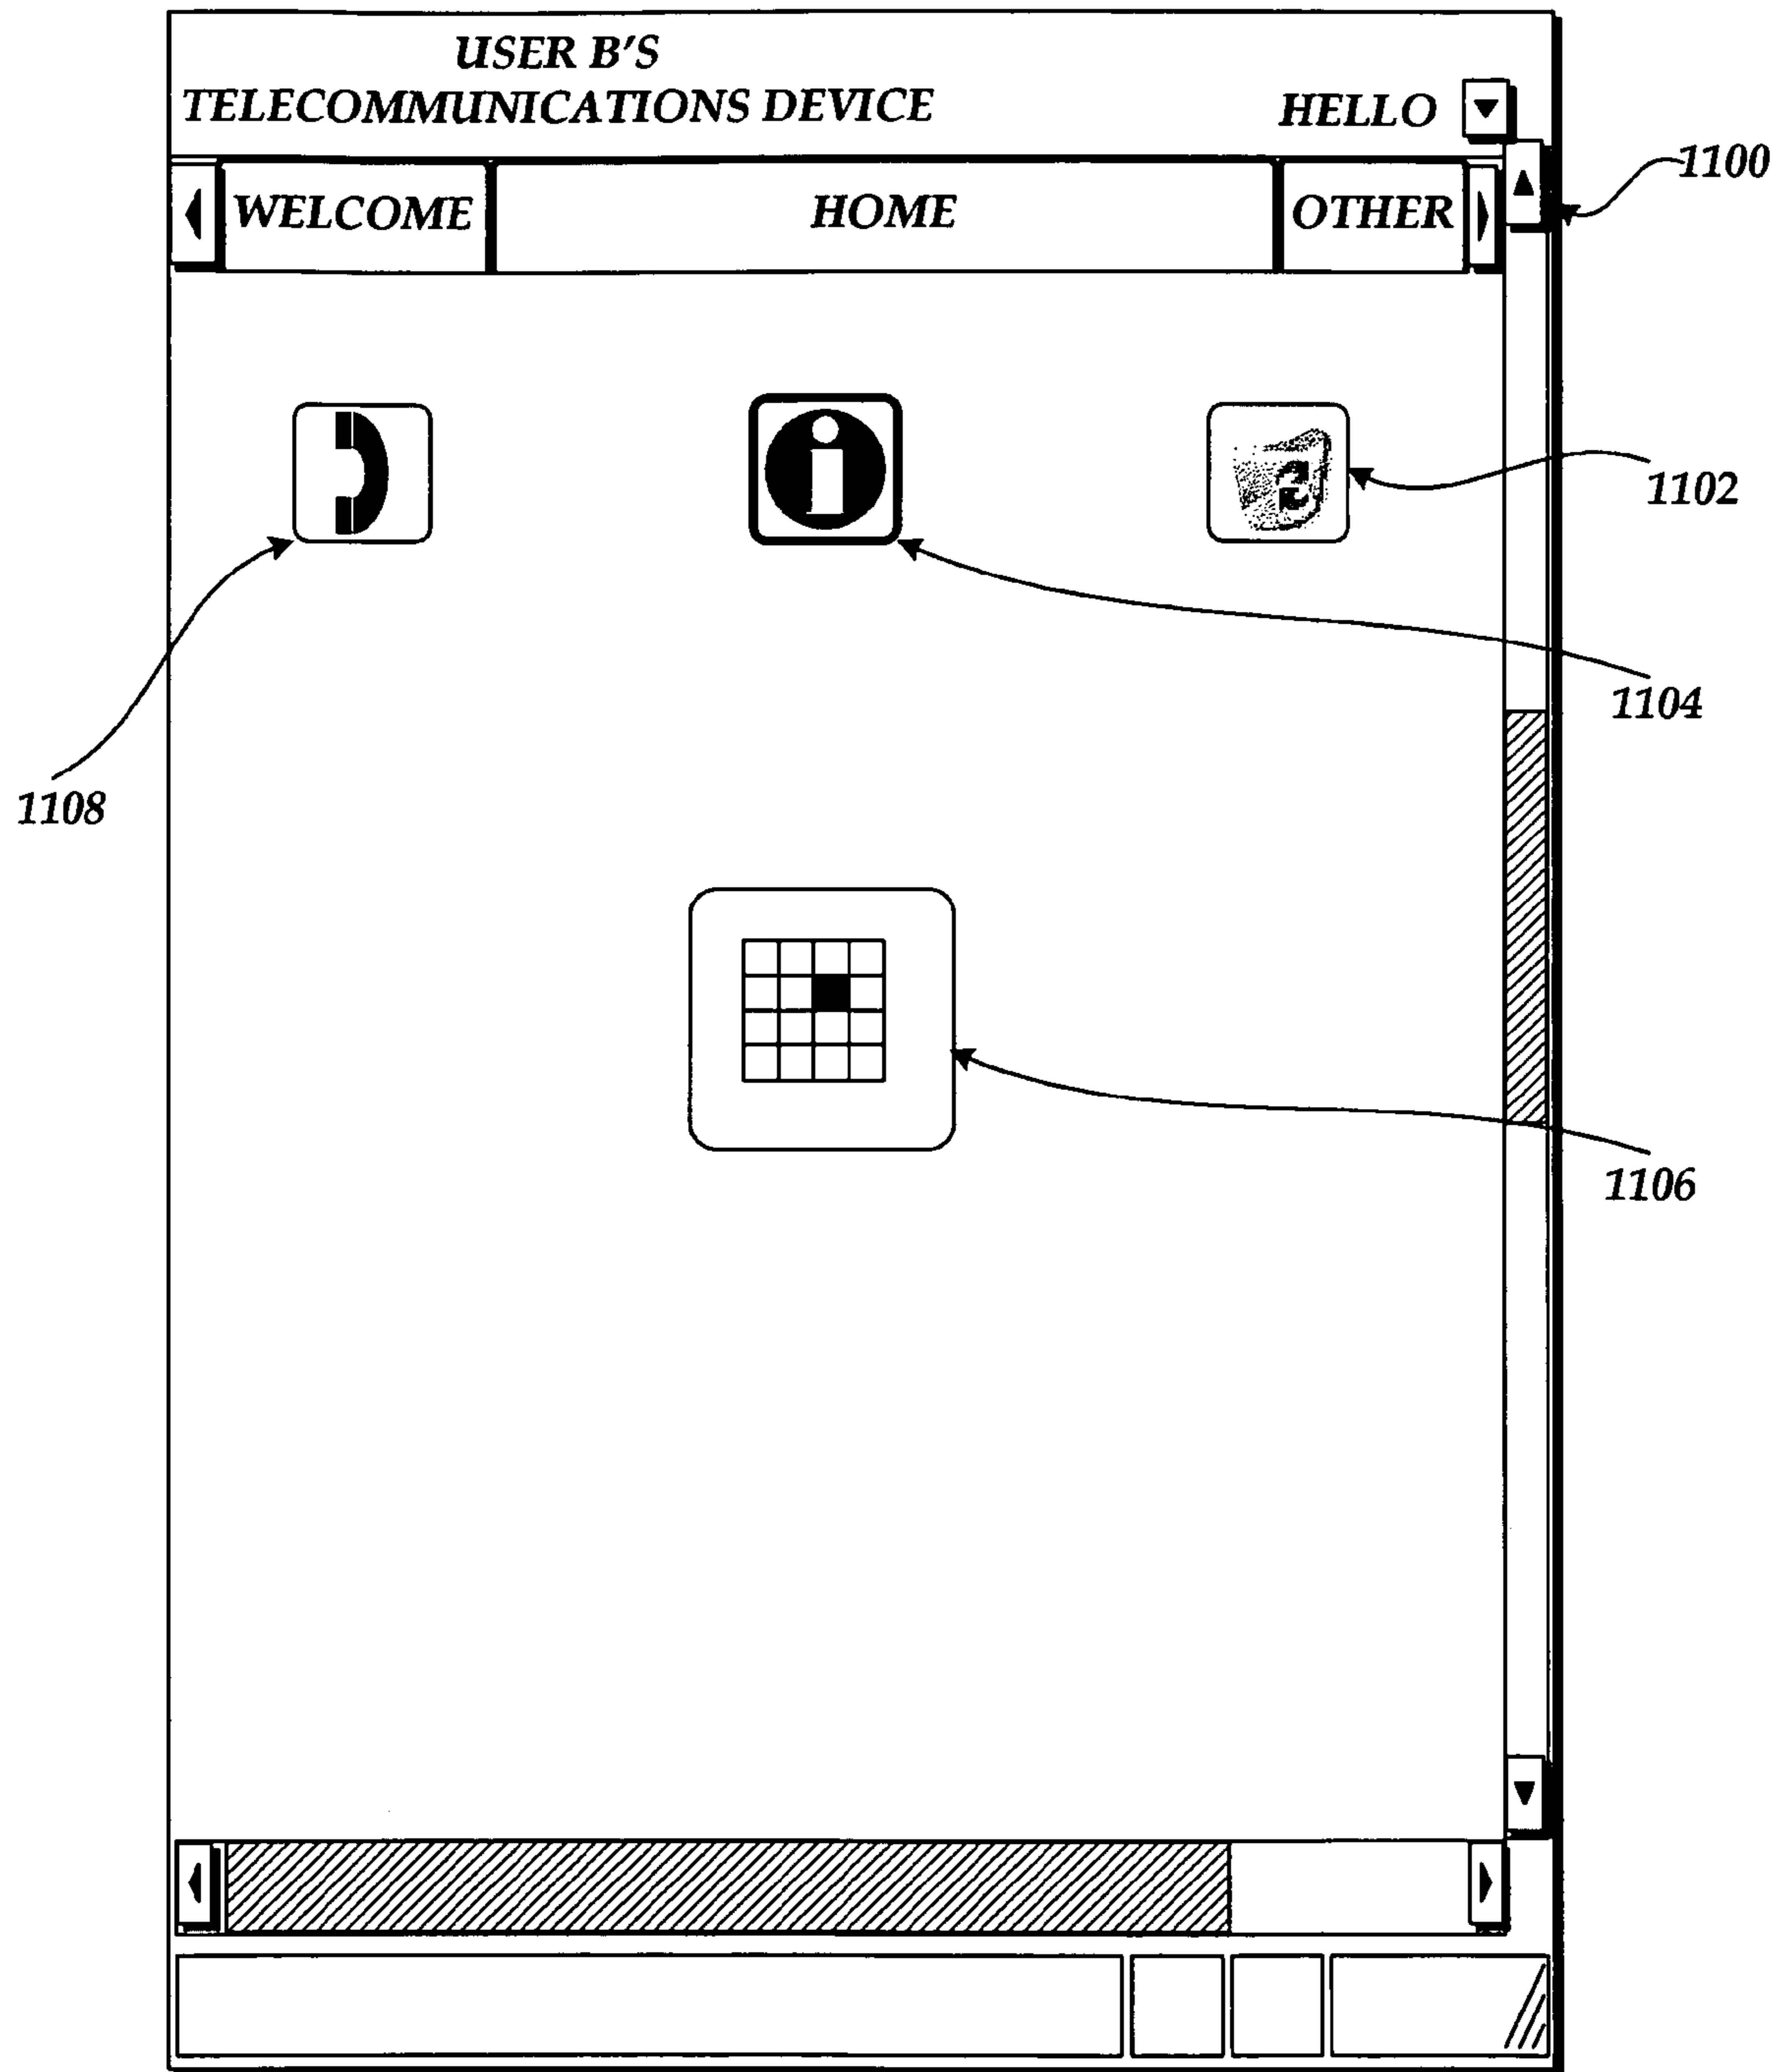 USER B'S
TELECOMMUNICATIONS DEVICE
HELLO
1100
WELCOME
HOME
OTHER
1102
1104
1108
1106